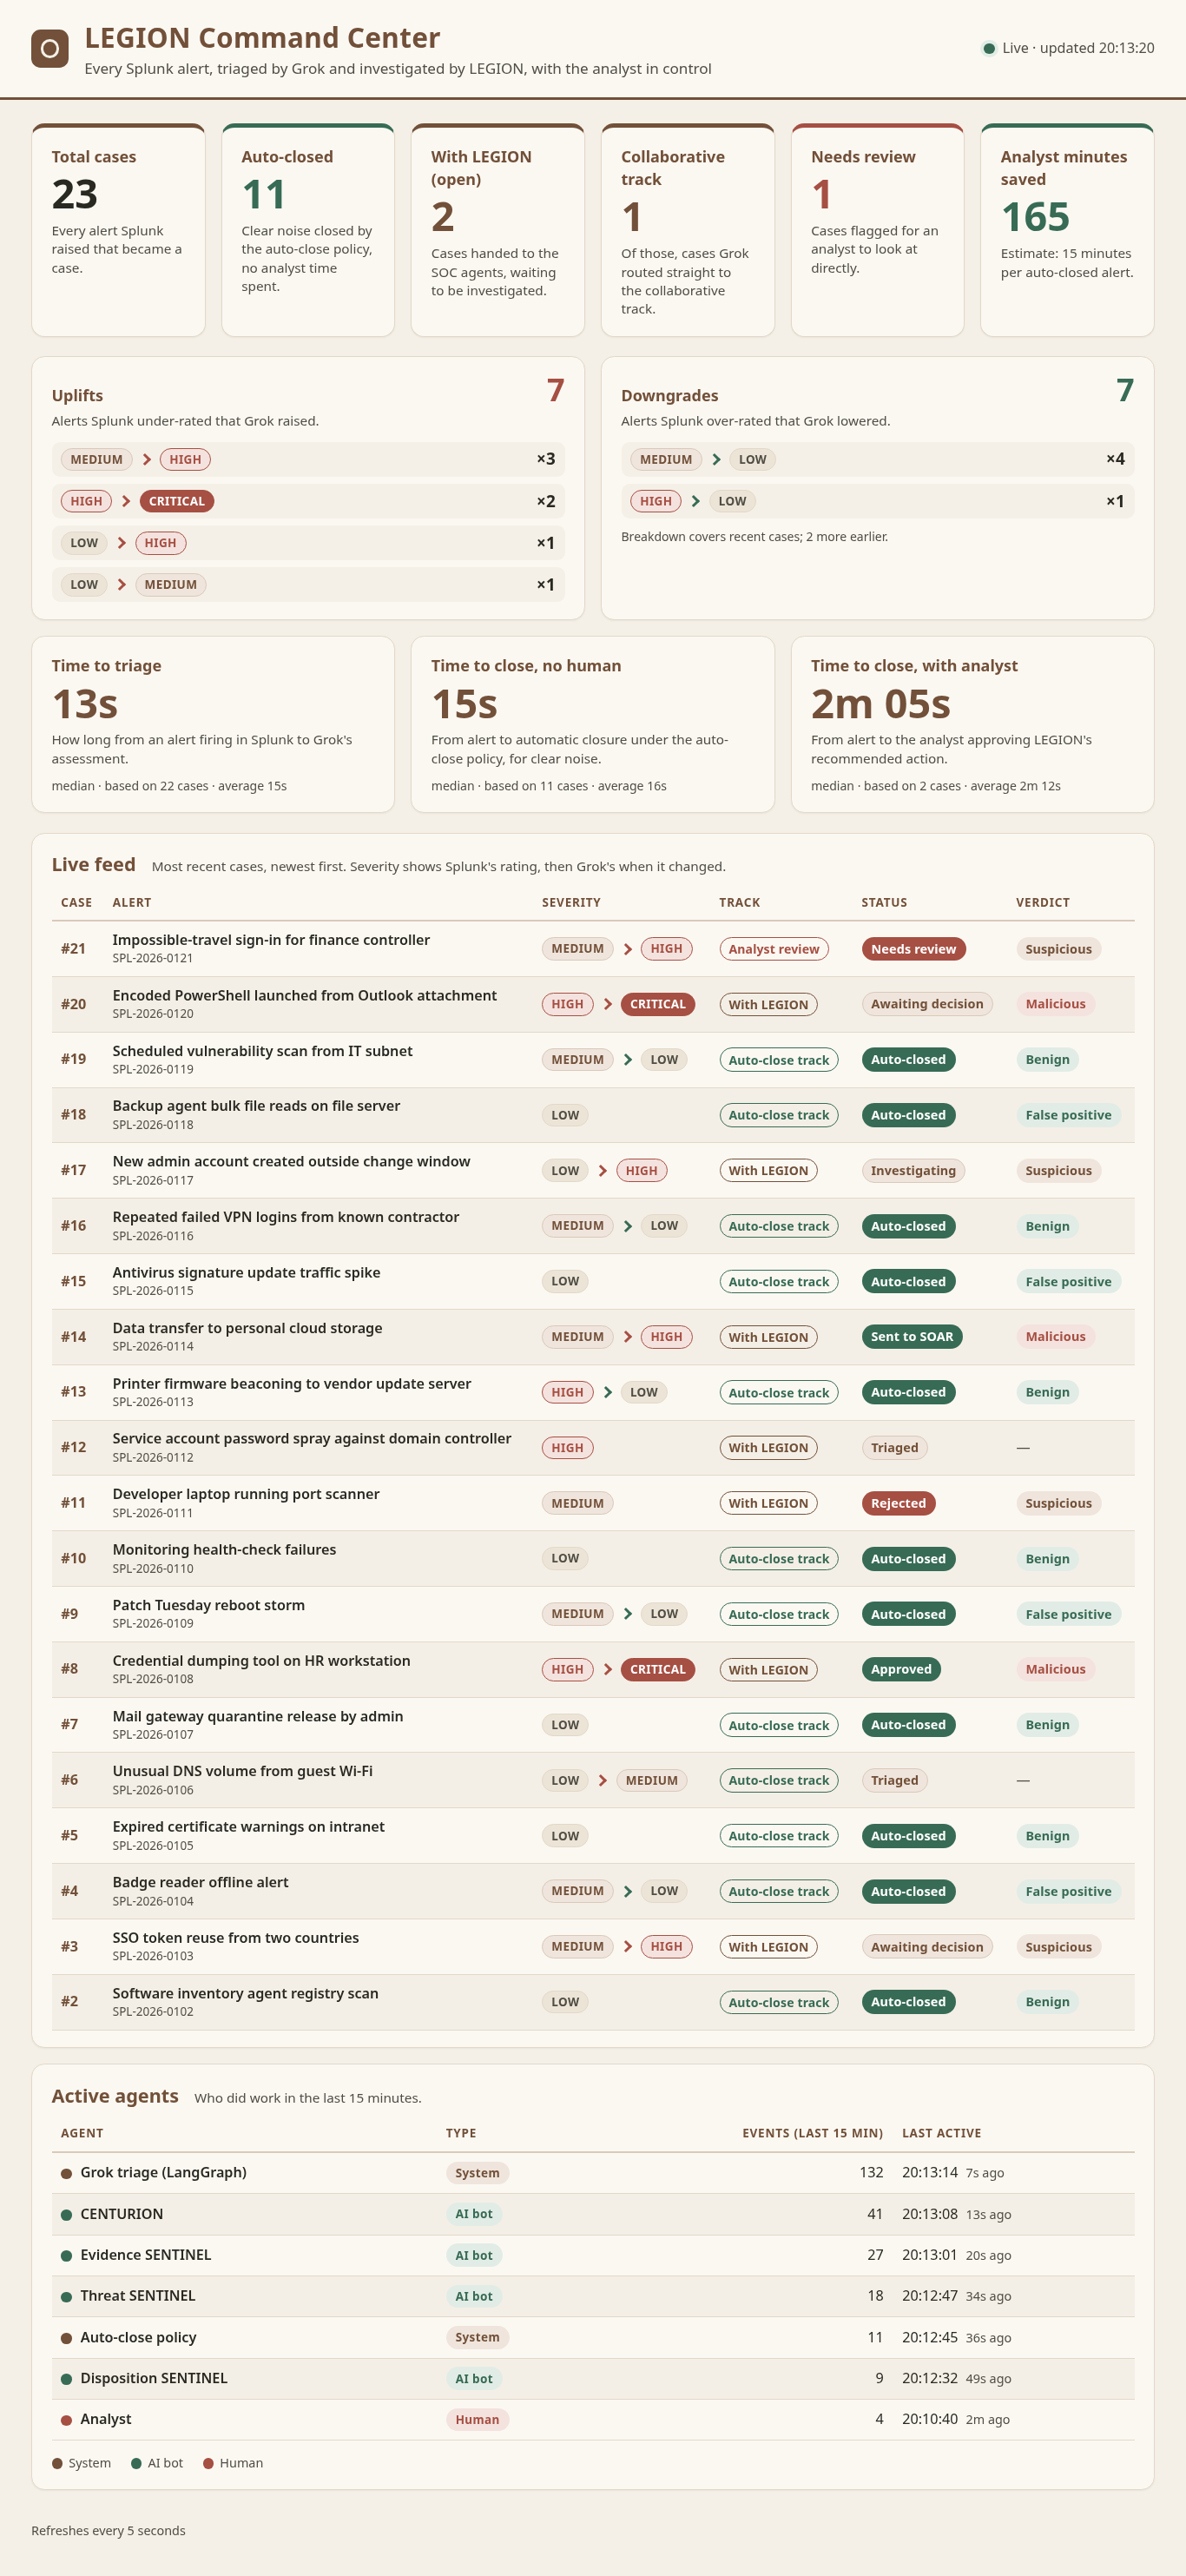 LEGION Command Center
Every Splunk alert, triaged by Grok and investigated by LEGION, with the analyst in control
Live · updated 20:13:20
Total cases
23
Every alert Splunk
raised that became a
case.
Auto-closed
11
Clear noise closed by
the auto-close policy,
no analyst time
spent.
With LEGION
(open)
2
Cases handed to the
SOC agents, waiting
to be investigated.
Collaborative
track
1
Of those, cases Grok
routed straight to
the collaborative
track.
Needs review
1
Cases flagged for an
analyst to look at
directly.
Analyst minutes
saved
165
Estimate: 15 minutes
per auto-closed alert.
Uplifts 7
Alerts Splunk under-rated that Grok raised.
MEDIUM HIGH ×3
HIGH CRITICAL ×2
LOW HIGH ×1
LOW MEDIUM ×1
Downgrades 7
Alerts Splunk over-rated that Grok lowered.
MEDIUM LOW ×4
HIGH LOW ×1
Breakdown covers recent cases; 2 more earlier.
Time to triage
13s
How long from an alert firing in Splunk to Grok's
assessment.
median · based on 22 cases · average 15s
Time to close, no human
15s
From alert to automatic closure under the auto-
close policy, for clear noise.
median · based on 11 cases · average 16s
Time to close, with analyst
2m 05s
From alert to the analyst approving LEGION's
recommended action.
median · based on 2 cases · average 2m 12s
Live feed Most recent cases, newest first. Severity shows Splunk's rating, then Grok's when it changed.
CASE ALERT SEVERITY TRACK STATUS VERDICT
#21 Impossible-travel sign-in for finance controller MEDIUM HIGH Analyst review Needs review Suspicious
SPL-2026-0121
#20 Encoded PowerShell launched from Outlook attachment HIGH CRITICAL With LEGION Awaiting decision Malicious
SPL-2026-0120
#19 Scheduled vulnerability scan from IT subnet MEDIUM LOW Auto-close track Auto-closed Benign
SPL-2026-0119
#18 Backup agent bulk file reads on file server LOW Auto-close track Auto-closed False positive
SPL-2026-0118
#17 New admin account created outside change window LOW HIGH With LEGION Investigating Suspicious
SPL-2026-0117
#16 Repeated failed VPN logins from known contractor MEDIUM LOW Auto-close track Auto-closed Benign
SPL-2026-0116
#15 Antivirus signature update traffic spike LOW Auto-close track Auto-closed False positive
SPL-2026-0115
#14 Data transfer to personal cloud storage MEDIUM HIGH With LEGION Sent to SOAR Malicious
SPL-2026-0114
#13 Printer firmware beaconing to vendor update server HIGH LOW Auto-close track Auto-closed Benign
SPL-2026-0113
#12 Service account password spray against domain controller HIGH With LEGION Triaged —
SPL-2026-0112
#11 Developer laptop running port scanner MEDIUM With LEGION Rejected Suspicious
SPL-2026-0111
#10 Monitoring health-check failures LOW Auto-close track Auto-closed Benign
SPL-2026-0110
#9 Patch Tuesday reboot storm MEDIUM LOW Auto-close track Auto-closed False positive
SPL-2026-0109
#8 Credential dumping tool on HR workstation HIGH CRITICAL With LEGION Approved Malicious
SPL-2026-0108
#7 Mail gateway quarantine release by admin LOW Auto-close track Auto-closed Benign
SPL-2026-0107
#6 Unusual DNS volume from guest Wi-Fi LOW MEDIUM Auto-close track Triaged —
SPL-2026-0106
#5 Expired certificate warnings on intranet LOW Auto-close track Auto-closed Benign
SPL-2026-0105
#4 Badge reader offline alert MEDIUM LOW Auto-close track Auto-closed False positive
SPL-2026-0104
#3 SSO token reuse from two countries MEDIUM HIGH With LEGION Awaiting decision Suspicious
SPL-2026-0103
#2 Software inventory agent registry scan LOW Auto-close track Auto-closed Benign
SPL-2026-0102
Active agents Who did work in the last 15 minutes.
AGENT TYPE EVENTS (LAST 15 MIN) LAST ACTIVE
Grok triage (LangGraph) System 132 20:13:14 7s ago
CENTURION AI bot 41 20:13:08 13s ago
Evidence SENTINEL AI bot 27 20:13:01 20s ago
Threat SENTINEL AI bot 18 20:12:47 34s ago
Auto-close policy System 11 20:12:45 36s ago
Disposition SENTINEL AI bot 9 20:12:32 49s ago
Analyst Human 4 20:10:40 2m ago
System AI bot Human
Refreshes every 5 seconds